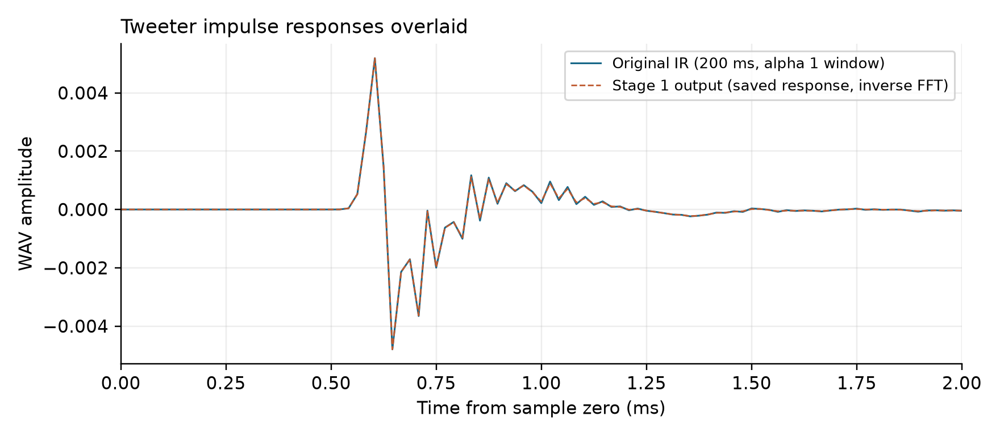 Tweeter impulse responses overlaid
Original IR (200 ms, alpha 1 window)
Stage 1 output (saved response, inverse FFT)
WAV amplitude
0.004
0.002
0.000
−0.002
−0.004
0.00 0.25 0.50 0.75 1.00 1.25 1.50 1.75 2.00
Time from sample zero (ms)